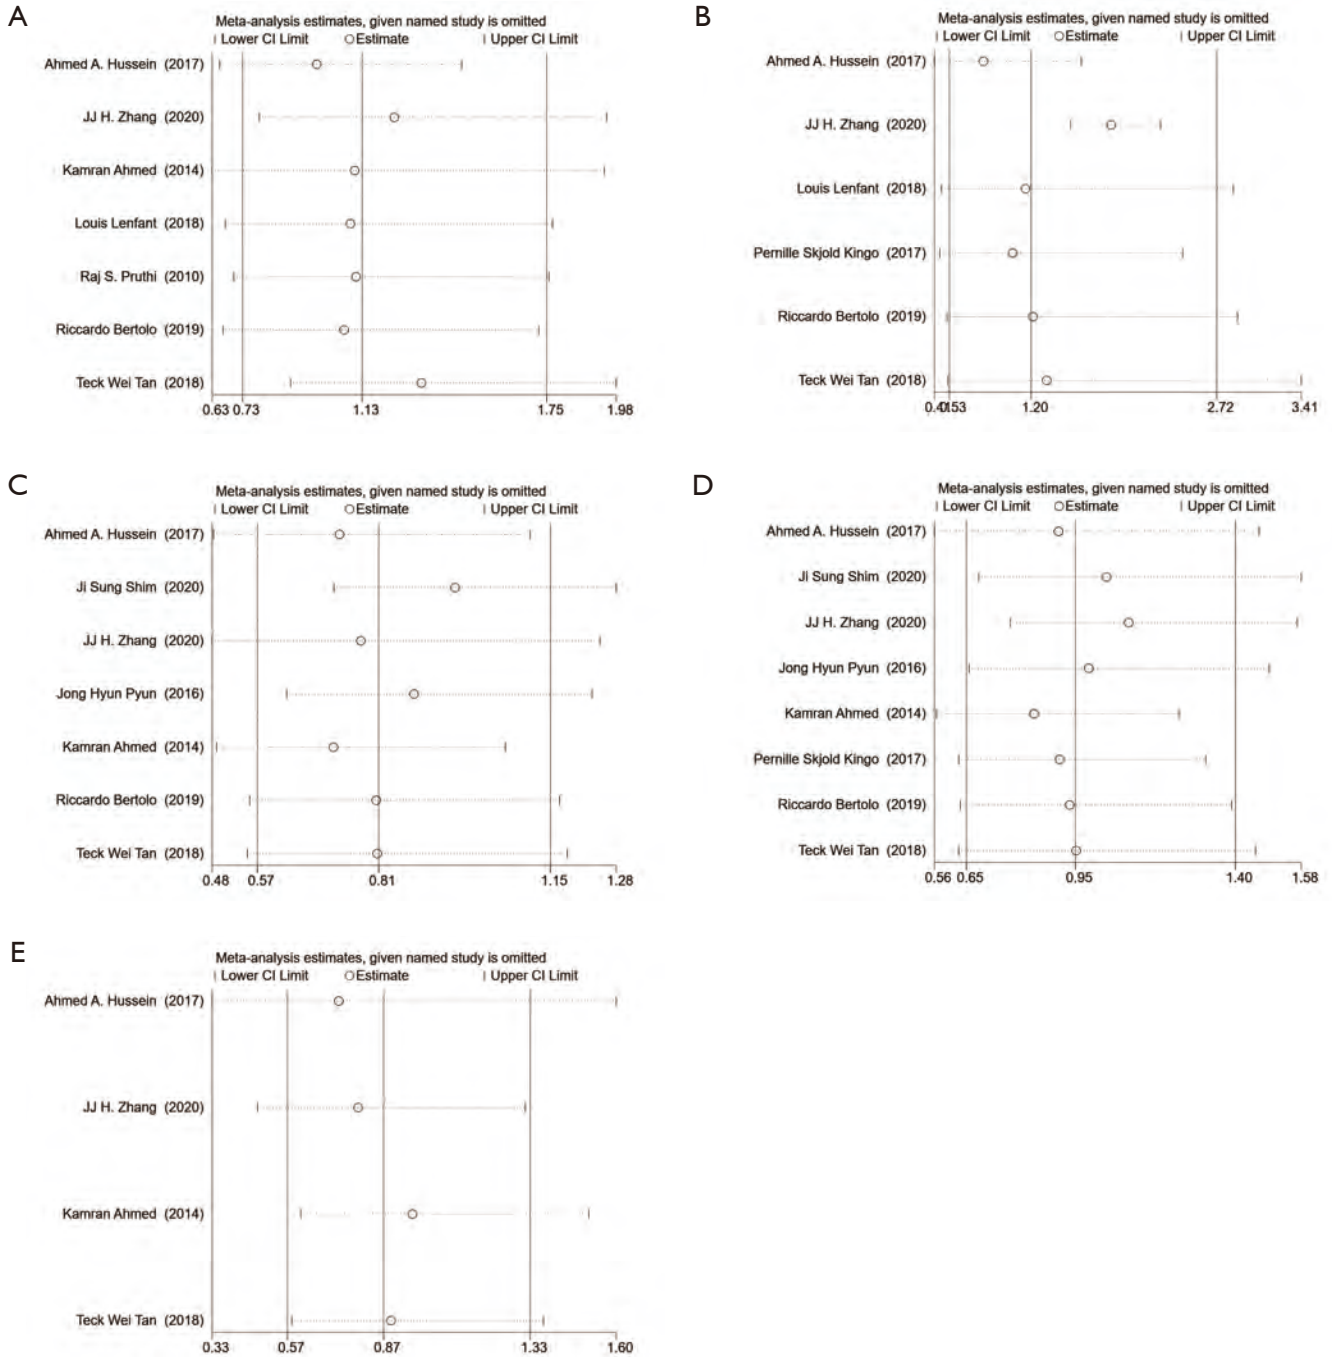 A
Meta-analysis estimates, given named study is omitted
Lower CI Limit Estimate Upper CI Limit
Ahmed A. Hussein (2017)
JJ H. Zhang (2020)
Kamran Ahmed (2014)
Louis Lenfant (2018)
Raj S. Pruthi (2010)
Riccardo Bertolo (2019)
Teck Wei Tan (2018)
0.63 0.73 1.13 1.75 1.98
B
Meta-analysis estimates, given named study is omitted
Lower CI Limit Estimate Upper CI Limit
Ahmed A. Hussein (2017)
JJ H. Zhang (2020)
Louis Lenfant (2018)
Pernille Skjold Kingo (2017)
Riccardo Bertolo (2019)
Teck Wei Tan (2018)
1.20 2.72 3.41
C
Meta-analysis estimates, given named study is omitted
Lower CI Limit Estimate Upper CI Limit
Ahmed A. Hussein (2017)
Ji Sung Shim (2020)
JJ H. Zhang (2020)
Jong Hyun Pyun (2016)
Kamran Ahmed (2014)
Riccardo Bertolo (2019)
Teck Wei Tan (2018)
0.48 0.57 0.81 1.15 1.28
D
Meta-analysis estimates, given named study is omitted
Lower CI Limit Estimate Upper CI Limit
Ahmed A. Hussein (2017)
Ji Sung Shim (2020)
JJ H. Zhang (2020)
Jong Hyun Pyun (2016)
Kamran Ahmed (2014)
Pernille Skjold Kingo (2017)
Riccardo Bertolo (2019)
Teck Wei Tan (2018)
0.56 0.65 0.95 1.40 1.58
E
Meta-analysis estimates, given named study is omitted
Lower CI Limit Estimate Upper CI Limit
Ahmed A. Hussein (2017)
JJ H. Zhang (2020)
Kamran Ahmed (2014)
Teck Wei Tan (2018)
0.33 0.57 0.87 1.33 1.60